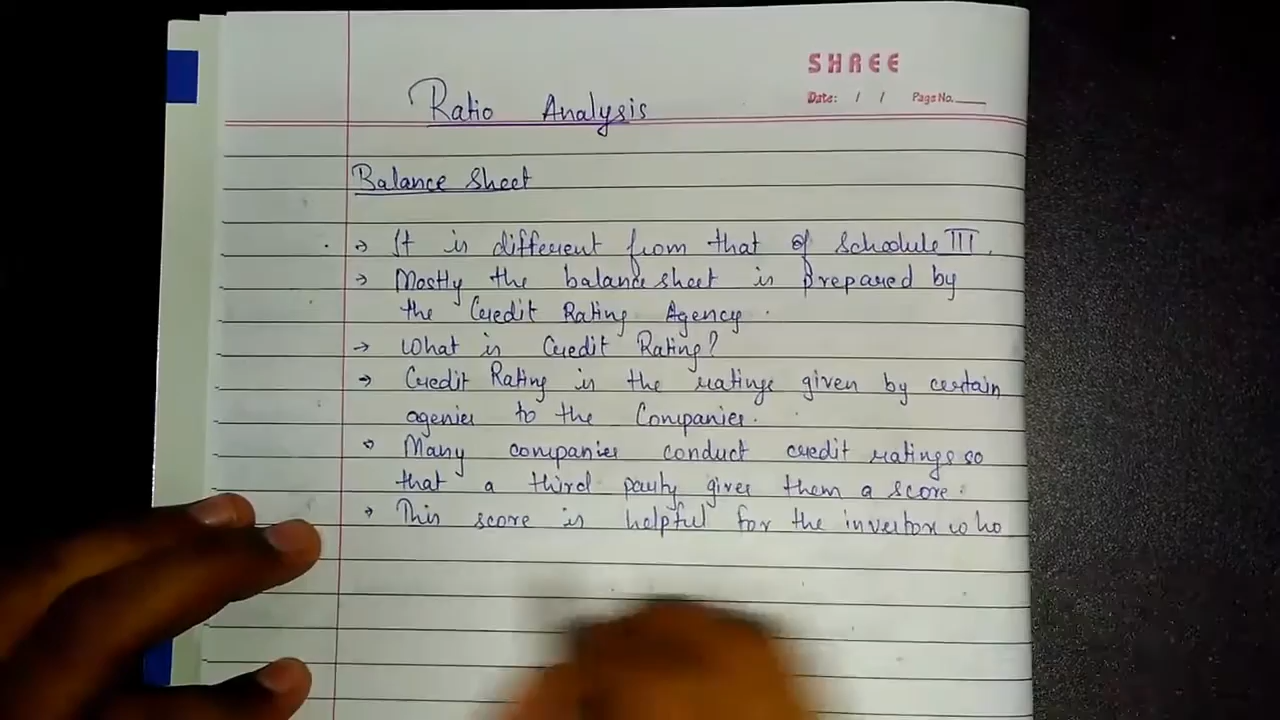 SHREE
Date: / / Page No.
Ratio Analysis
Balance Sheet
→ It is different from that of Schedule III.
→ Mostly the balance sheet is prepared by
the Credit Rating Agency.
→ What is Credit Rating?
→ Credit Rating is the ratings given by certain
agenies to the Companies.
→ Many companies conduct credit ratings so
that a third party gives them a score.
→ This score is helpful for the investor who